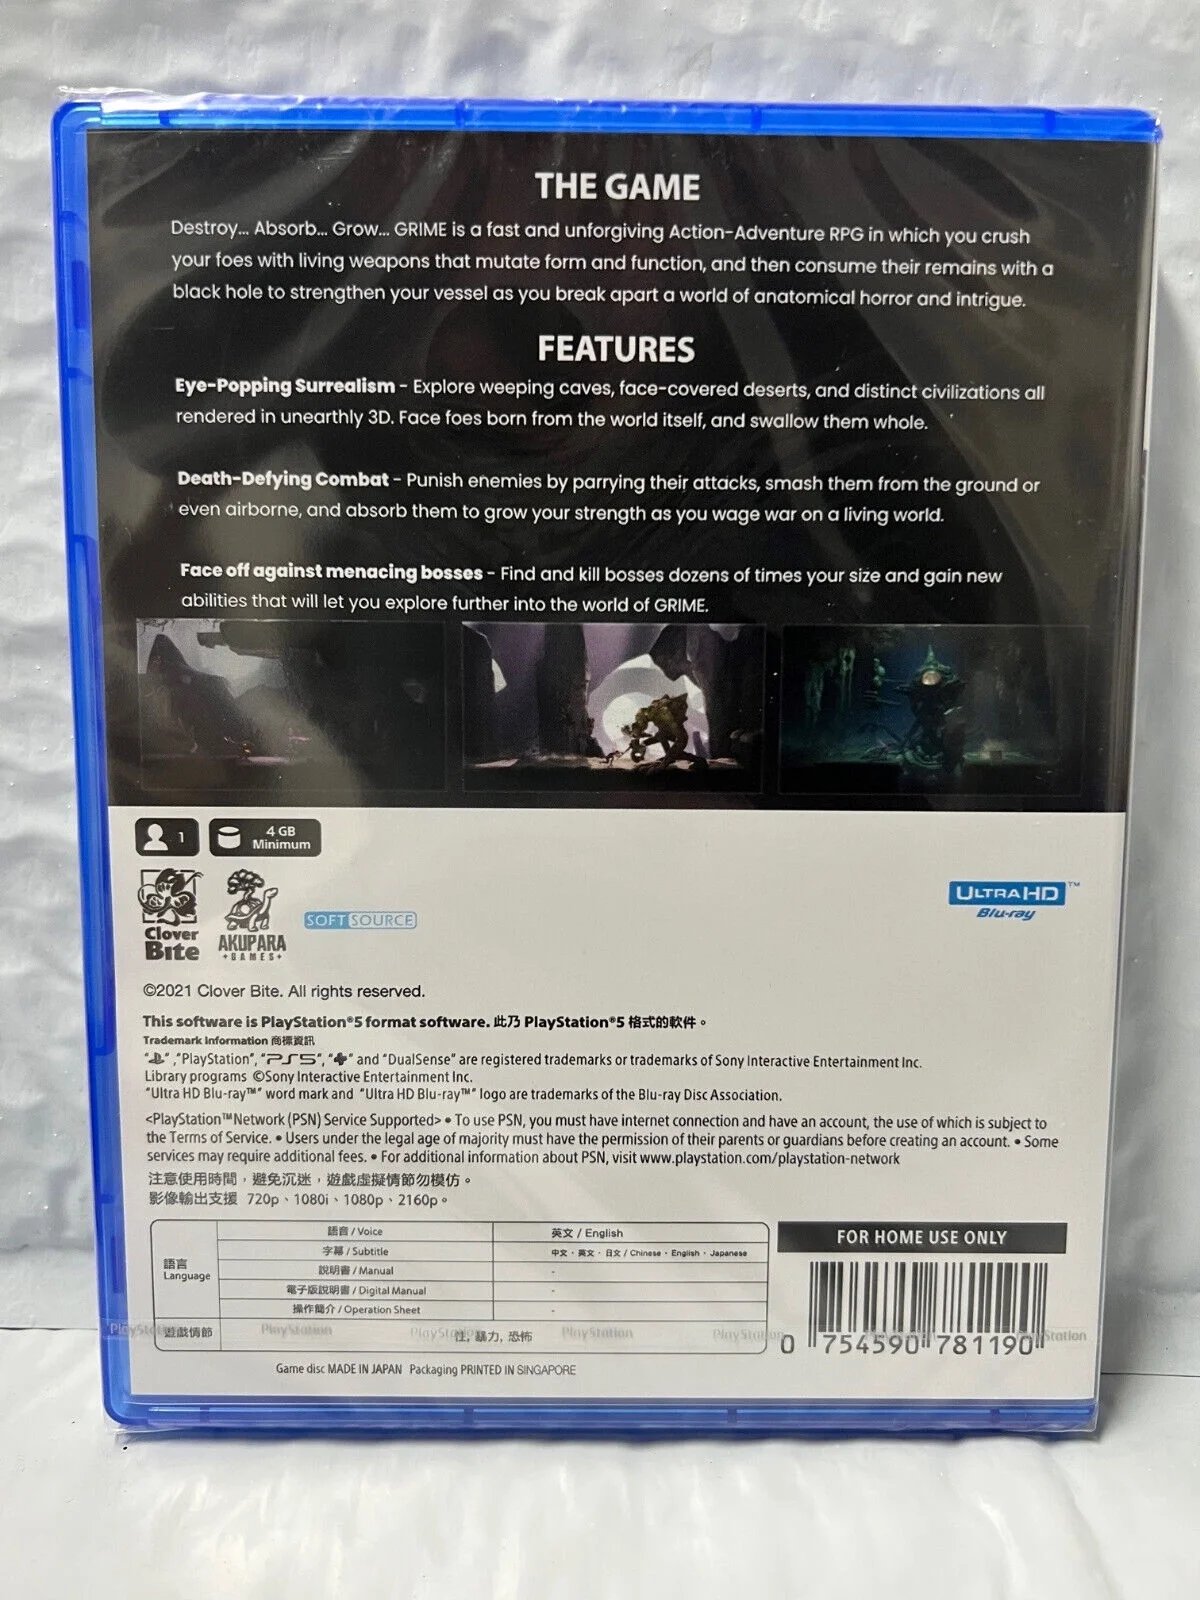 THE GAME
Destroy... Absorb... Grow... GRIME is a fast and unforgiving Action-Adventure RPG in which you crush
your foes with living weapons that mutate form and function, and then consume their remains with a
black hole to strengthen your vessel as you break apart a world of anatomical horror and intrigue.
FEATURES
Eye-Popping Surrealism - Explore weeping caves, face-covered deserts, and distinct civilizations all
rendered in unearthly 3D. Face foes born from the world itself, and swallow them whole.
Death-Defying Combat - Punish enemies by parrying their attacks, smash them from the ground or
even airborne, and absorb them to grow your strength as you wage war on a living world.
Face off against menacing bosses - Find and kill bosses dozens of times your size and gain new
abilities that will let you explore further into the world of GRIME.
1
4 GB
Minimum
Clover
Bite
AKUPARA
GAMES
SOFT SOURCE
ULTRA HD™
Blu-ray
©2021 Clover Bite. All rights reserved.
This software is PlayStation®5 format software. 此乃 PlayStation®5 格式的軟件。
Trademark Information 商標資訊
" ", "PlayStation", "PS5", " " and "DualSense" are registered trademarks or trademarks of Sony Interactive Entertainment Inc.
Library programs ©Sony Interactive Entertainment Inc.
"Ultra HD Blu-ray™" word mark and "Ultra HD Blu-ray™" logo are trademarks of the Blu-ray Disc Association.
<PlayStation™Network (PSN) Service Supported> • To use PSN, you must have internet connection and have an account, the use of which is subject to
the Terms of Service. • Users under the legal age of majority must have the permission of their parents or guardians before creating an account. • Some
services may require additional fees. • For additional information about PSN, visit www.playstation.com/playstation-network
注意使用時間，避免沉迷，遊戲虛擬情節勿模仿。
影像輸出支援 720p、1080i、1080p、2160p。
語言
Language
語音 / Voice 英文 / English
字幕 / Subtitle 中文・英文・日文 / Chinese・English・Japanese
說明書 / Manual -
電子版說明書 / Digital Manual -
操作簡介 / Operation Sheet -
遊戲情節 性, 暴力, 恐怖
PlayStation PlayStation PlayStation PlayStation PlayStation PlayStation PlayStation
FOR HOME USE ONLY
0 754590 781190
Game disc MADE IN JAPAN Packaging PRINTED IN SINGAPORE